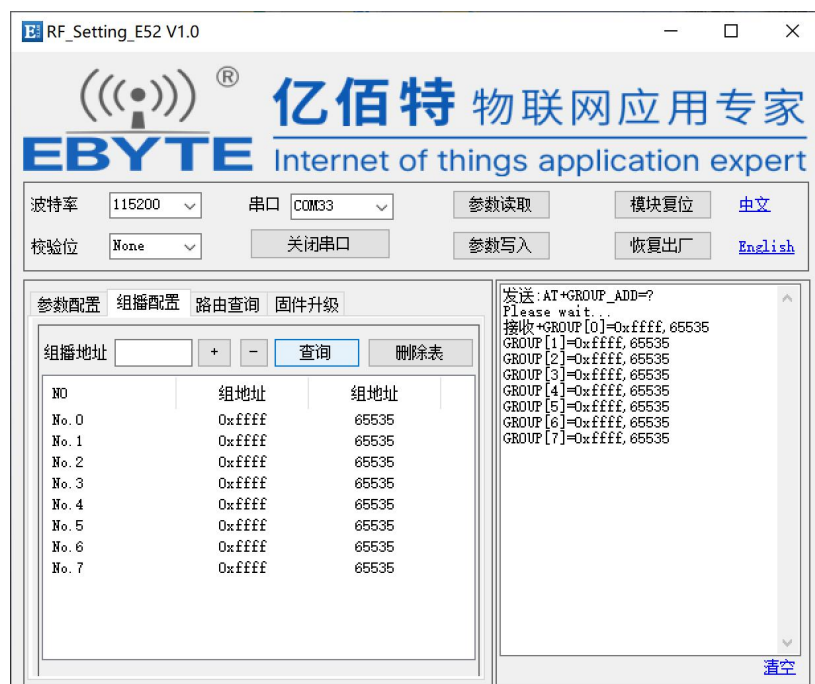 RF_Setting_E52 V1.0
®
亿佰特 物联网应用专家
EBYTE Internet of things application expert
波特率 115200 串口 COM33 参数读取 模块复位 中文
校验位 None 关闭串口 参数写入 恢复出厂 English
参数配置 组播配置 路由查询 固件升级
组播地址 + - 查询 删除表
NO 组地址 组地址
No.0 0xffff 65535
No.1 0xffff 65535
No.2 0xffff 65535
No.3 0xffff 65535
No.4 0xffff 65535
No.5 0xffff 65535
No.6 0xffff 65535
No.7 0xffff 65535
发送:AT+GROUP_ADD=?
Please wait...
接收+GROUP[0]=0xffff,65535
GROUP[1]=0xffff,65535
GROUP[2]=0xffff,65535
GROUP[3]=0xffff,65535
GROUP[4]=0xffff,65535
GROUP[5]=0xffff,65535
GROUP[6]=0xffff,65535
GROUP[7]=0xffff,65535
清空